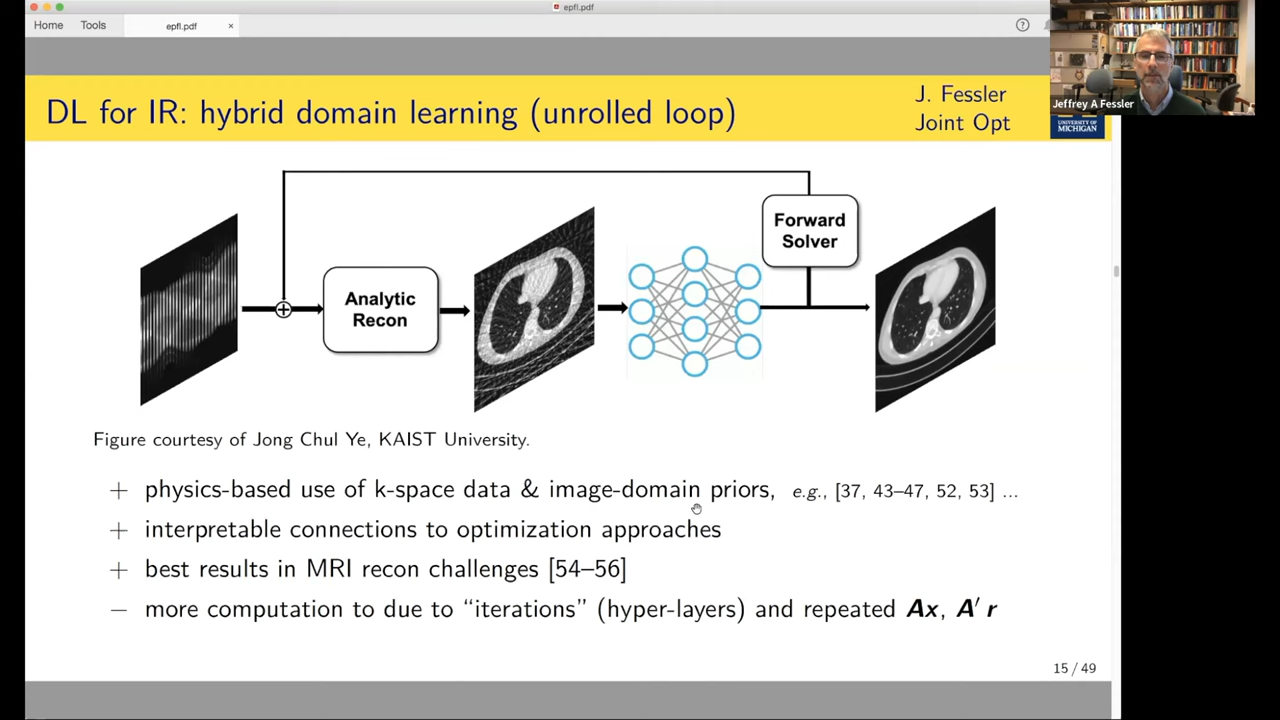 epfl.pdf
Home
Tools
epfl.pdf
×
?
Jeffrey A Fessler
DL for IR: hybrid domain learning (unrolled loop)
J. Fessler
Joint Opt
UNIVERSITY OF
MICHIGAN
Forward
Solver
Analytic
Recon
Figure courtesy of Jong Chul Ye, KAIST University.
+ physics-based use of k-space data & image-domain priors, e.g., [37, 43–47, 52, 53] ...
+ interpretable connections to optimization approaches
+ best results in MRI recon challenges [54–56]
− more computation to due to “iterations” (hyper-layers) and repeated Ax, A′ r
15 / 49